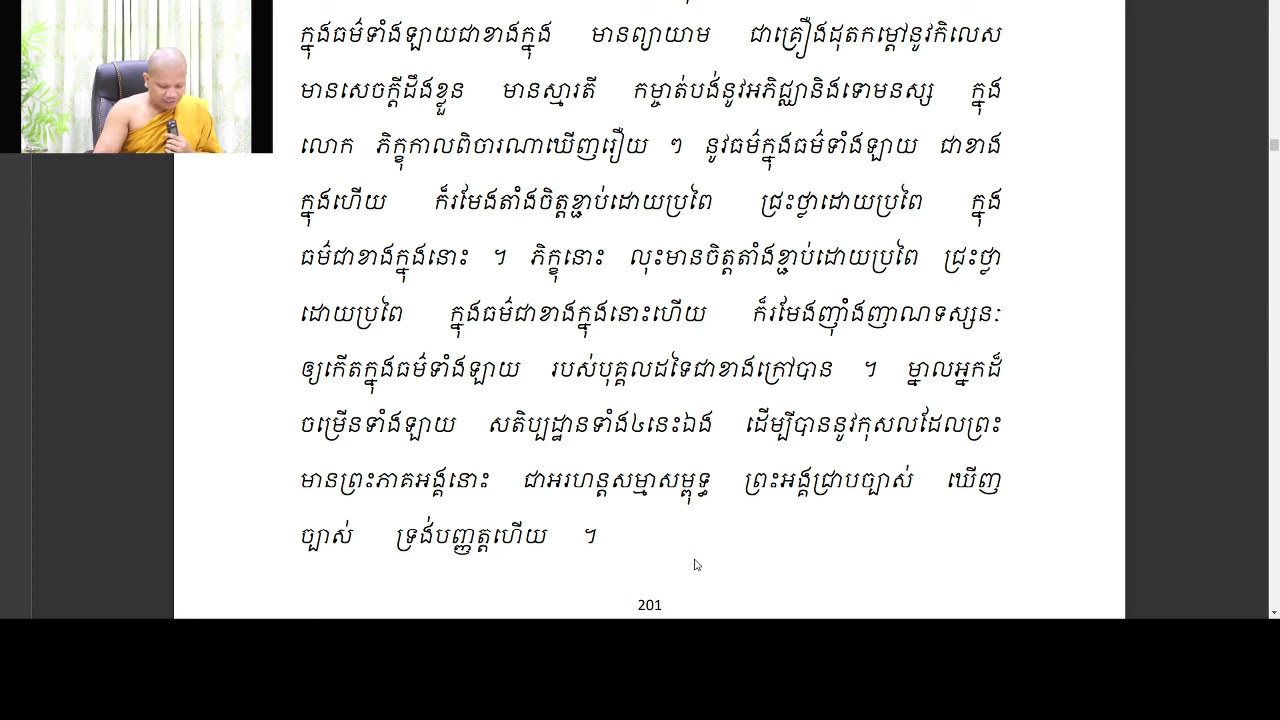 ក្នុងធម៌ទាំងឡាយជាខាងក្នុង មានព្យាយាម ជាគ្រឿងដុតកម្តៅនូវកិលេស
មានសេចក្តីដឹងខ្លួន មានស្មារតី កម្ចាត់បង់នូវអភិជ្ឈានិងទោមនស្ស ក្នុង
លោក ភិក្ខុកាលពិចារណាឃើញរឿយ ៗ នូវធម៌ក្នុងធម៌ទាំងឡាយ ជាខាង
ក្នុងហើយ ក៏រមែងតាំងចិត្តខ្ជាប់ដោយប្រពៃ ជ្រះថ្លាដោយប្រពៃ ក្នុង
ធម៌ជាខាងក្នុងនោះ ។ ភិក្ខុនោះ លុះមានចិត្តតាំងខ្ជាប់ដោយប្រពៃ ជ្រះថ្លា
ដោយប្រពៃ ក្នុងធម៌ជាខាងក្នុងនោះហើយ ក៏រមែងញ៉ាំងញាណទស្សនៈ
ឲ្យកើតក្នុងធម៌ទាំងឡាយ របស់បុគ្គលដទៃជាខាងក្រៅបាន ។ ម្នាលអ្នកដ៏
ចម្រើនទាំងឡាយ សតិប្បដ្ឋានទាំង៤នេះឯង ដើម្បីបាននូវកុសលដែលព្រះ
មានព្រះភាគអង្គនោះ ជាអរហន្តសម្មាសម្ពុទ្ធ ព្រះអង្គជ្រាបច្បាស់ ឃើញ
ច្បាស់ ទ្រង់បញ្ញត្តហើយ ។
201